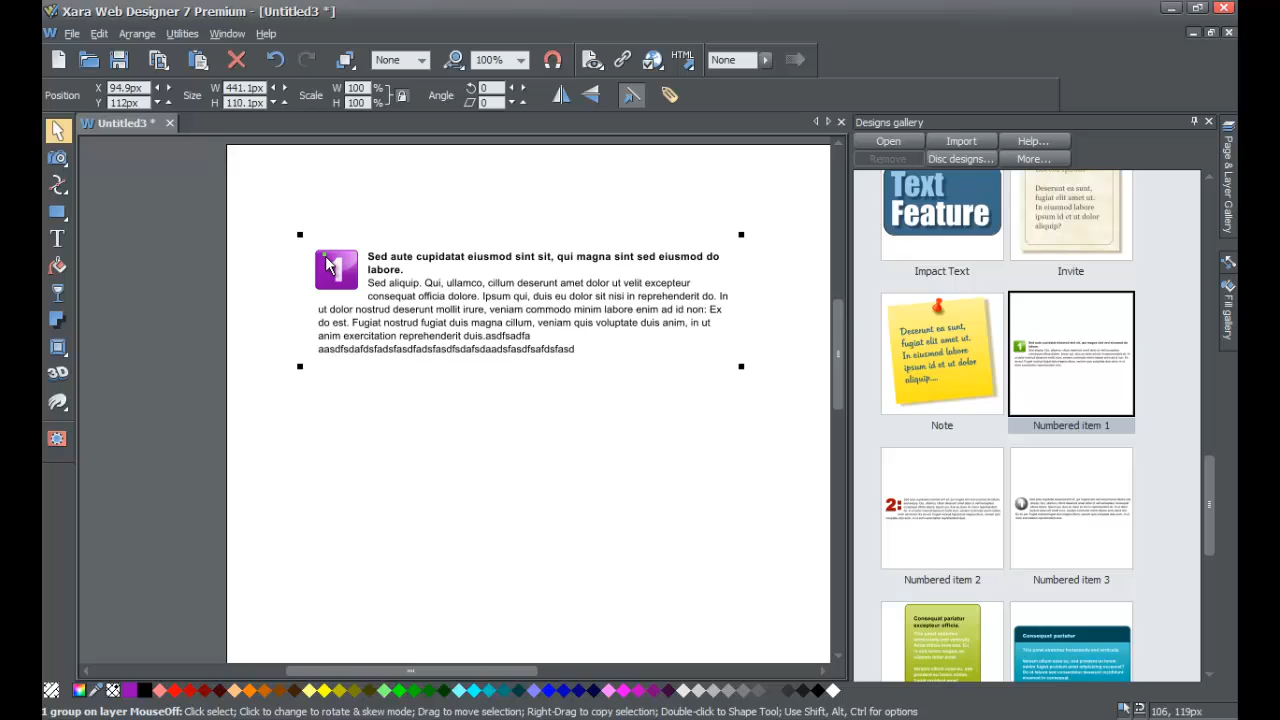 Xara Web Designer 7 Premium - [Untitled3 *]
File Edit Arrange Utilities Window Help
None 100% HTML None
Position X 94.9px Y 112px Size W 441.1px H 110.1px Scale W 100 % H 100 % Angle 0 0
Untitled3 *
Designs gallery
Open Import Help...
Remove Disc designs... More...
Page & Layer Gallery
Fill gallery
Text
Feature
Deserunt ea sunt,
fugiat elit amet ut.
In eiusmod labore
ipsum id et ut dolor
aliquip?
Impact Text Invite
1
Sed aute cupidatat eiusmod sint sit, qui magna sint sed eiusmod do
labore.
Sed aliquip. Qui, ullamco, cillum deserunt amet dolor ut velit excepteur
consequat officia dolore. Ipsum qui, duis eu dolor sit nisi in reprehenderit do. In
ut dolor nostrud deserunt mollit irure, veniam commodo minim labore enim ad id non: Ex
do est. Fugiat nostrud fugiat duis magna cillum, veniam quis voluptate duis anim, in ut
anim exercitation reprehenderit duis.asdfasdfa
aasdfsdafdsfadsfasdfadsfasdfsdafsdaadsfasdfsafdsfasd
Deserunt ea sunt,
fugiat elit amet ut.
In eiusmod labore
ipsum id et ut dolor
aliquip...
Note Numbered item 1
2:
Numbered item 2 Numbered item 3
Consequat pariatur
excepteur officia.
Consequat pariatur
3D
1 group on layer MouseOff: Click select; Click to change to rotate & skew mode; Drag to move selection; Right-Drag to copy selection; Double-click to Shape Tool; Use Shift, Alt, Ctrl for options
106, 119px